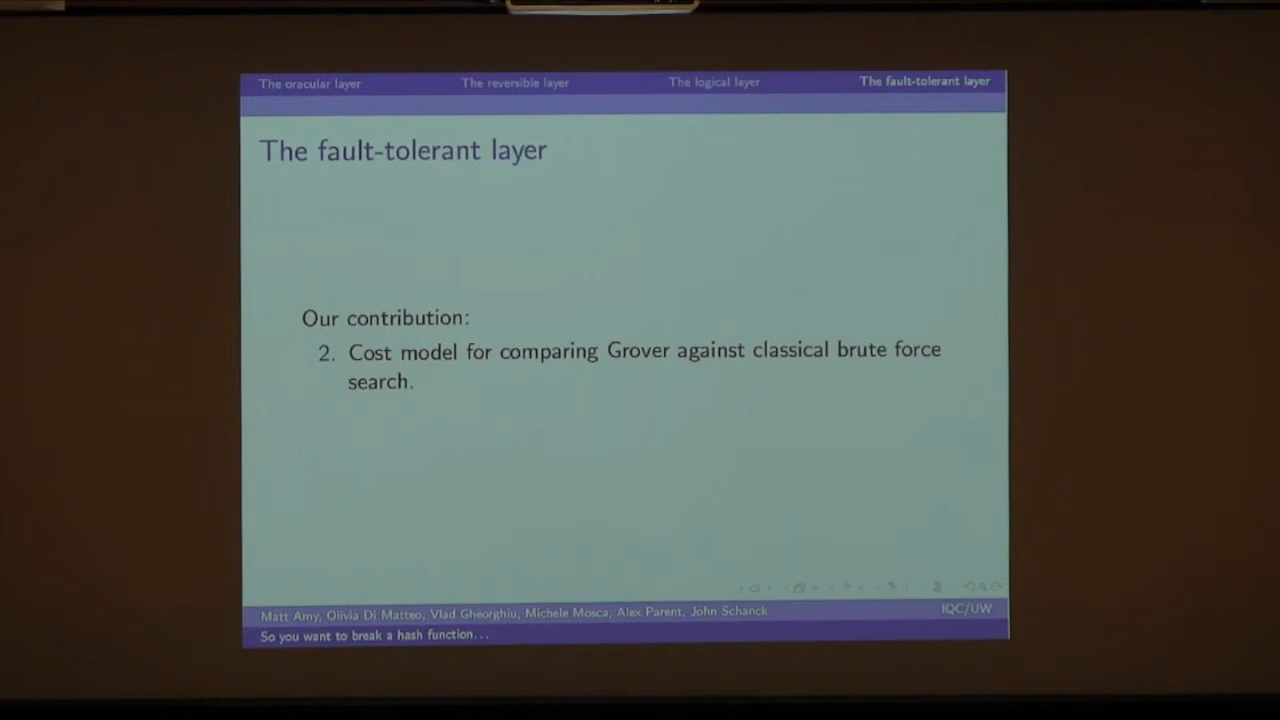 The oracular layer The reversible layer The logical layer The fault-tolerant layer
The fault-tolerant layer
Our contribution:
2. Cost model for comparing Grover against classical brute force
search.
Matt Amy, Olivia Di Matteo, Vlad Gheorghiu, Michele Mosca, Alex Parent, John Schanck IQC/UW
So you want to break a hash function...